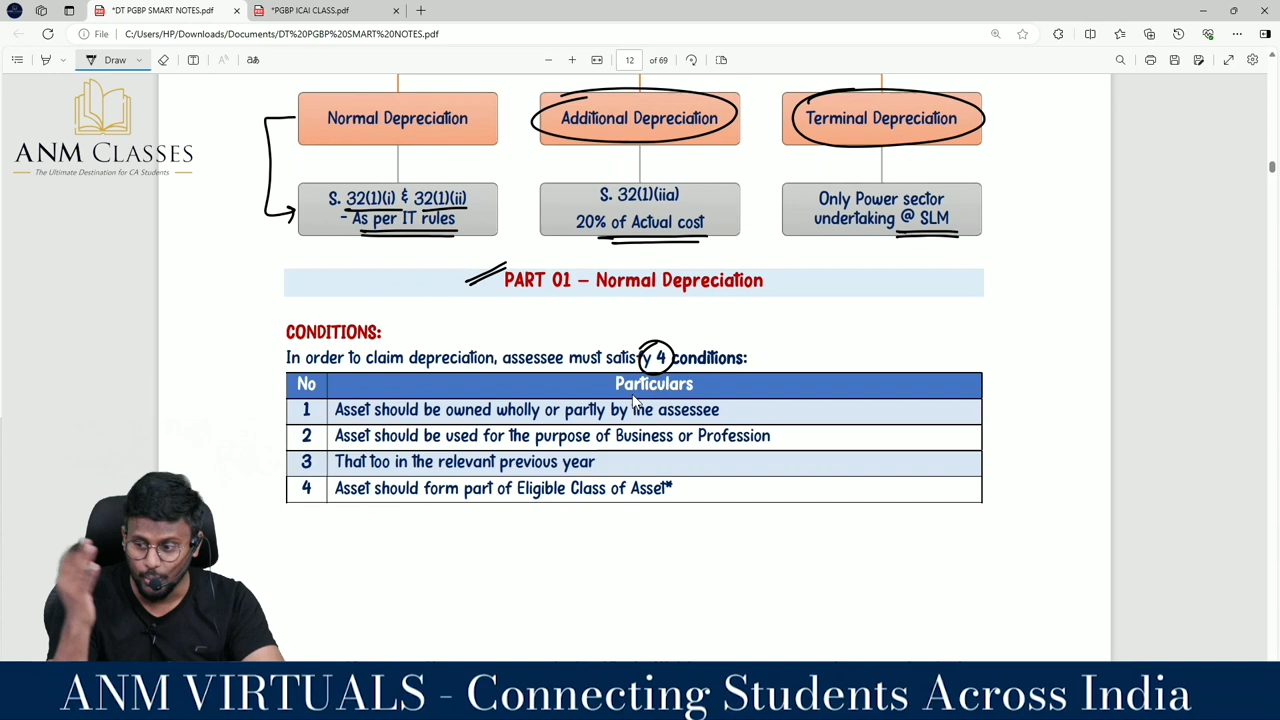 *DT PGBP SMART NOTES.pdf
*PGBP ICAI CLASS.pdf
File
C:/Users/HP/Downloads/Documents/DT%20PGBP%20SMART%20NOTES.pdf
Draw
12 of 69
ANM CLASSES
The Ultimate Destination for CA Students
Normal Depreciation
Additional Depreciation
Terminal Depreciation
S. 32(1)(i) & 32(1)(ii)
- As per IT rules
S. 32(1)(iia)
20% of Actual cost
Only Power sector
undertaking @ SLM
PART 01 – Normal Depreciation
CONDITIONS:
In order to claim depreciation, assessee must satisfy 4 conditions:
No Particulars
1 Asset should be owned wholly or partly by the assessee
2 Asset should be used for the purpose of Business or Profession
3 That too in the relevant previous year
4 Asset should form part of Eligible Class of Asset*
ANM VIRTUALS - Connecting Students Across India